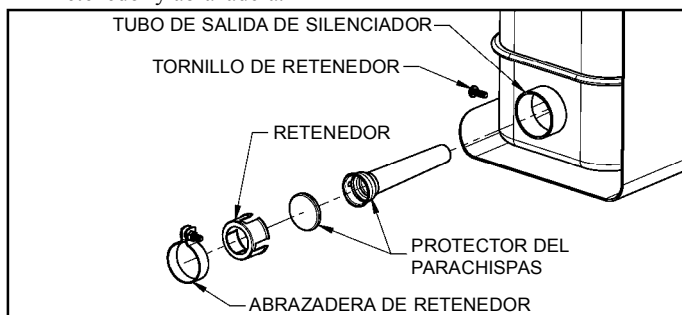 TUBO DE SALIDA DE SILENCIADOR
TORNILLO DE RETENEDOR
RETENEDOR
PROTECTOR DEL
PARACHISPAS
ABRAZADERA DE RETENEDOR